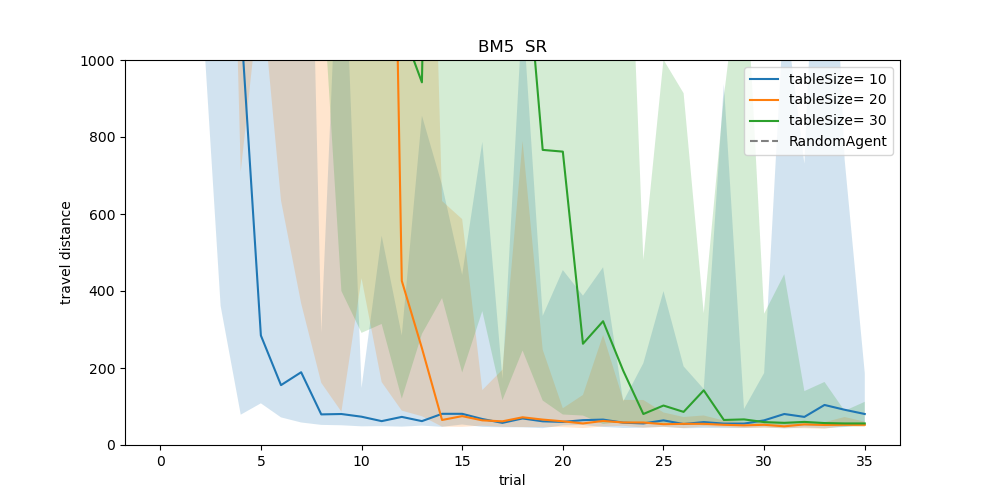 BM5 SR
1000
800
600
400
200
0
travel distance
0 5 10 15 20 25 30 35
trial
tableSize= 10
tableSize= 20
tableSize= 30
RandomAgent